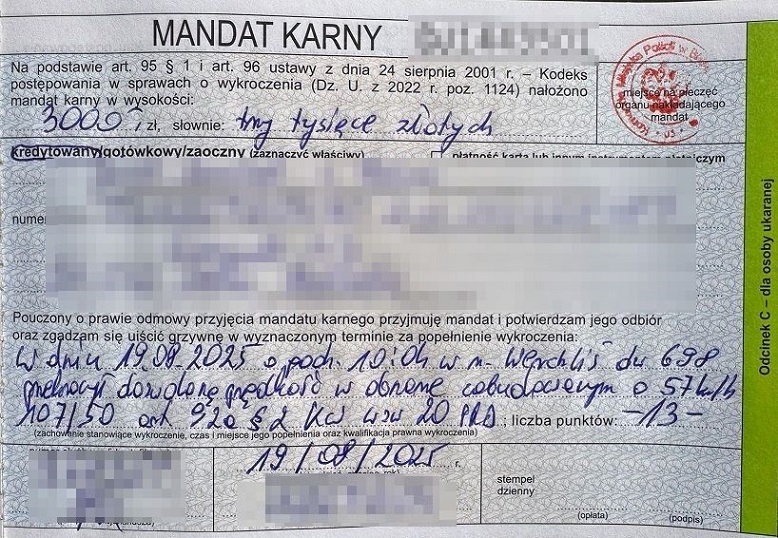 MANDAT KARNY
Na podstawie art. 95 § 1 i art. 96 ustawy z dnia 24 sierpnia 2001 r. – Kodeks
postępowania w sprawach o wykroczenia (Dz. U. z 2022 r. poz. 1124) nałożono
mandat karny w wysokości:
3000 zł, słownie: trzy tysiące złotych
miejsce na pieczęć
organu nakładającego
mandat
kredytowany/gotówkowy/zaoczny (zaznaczyć właściwy)
płatność kartą lub innym instrumentem płatniczym
numer
Pouczony o prawie odmowy przyjęcia mandatu karnego przyjmuję mandat i potwierdzam jego odbiór
oraz zgadzam się uiścić grzywnę w wyznaczonym terminie za popełnienie wykroczenia:
W dniu 19.08.2025 o godz. 10:04 w m. dw 698
przekroczył dozwoloną prędkość w obszarze zabudowanym o 57 km/h
107/50 art. 92a § 2 KW w zw 20 PRD; liczba punktów: -13-
(zachowanie stanowiące wykroczenie, czas i miejsce jego popełnienia oraz kwalifikacja prawna wykroczenia)
19/08/2025 r.
stempel
dzienny
(opłata) (podpis)
Odcinek C – dla osoby ukaranej